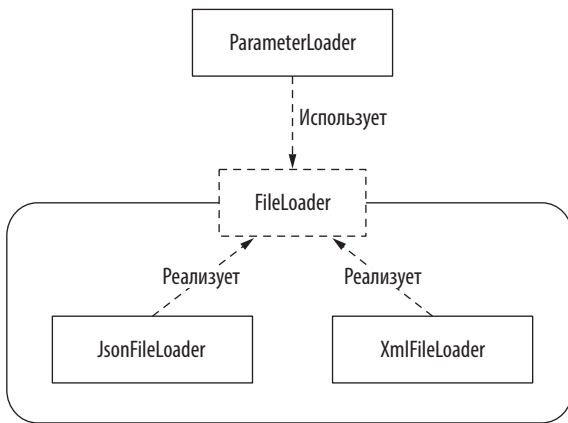 ParameterLoader
Использует
FileLoader
Реализует
Реализует
JsonFileLoader
XmlFileLoader